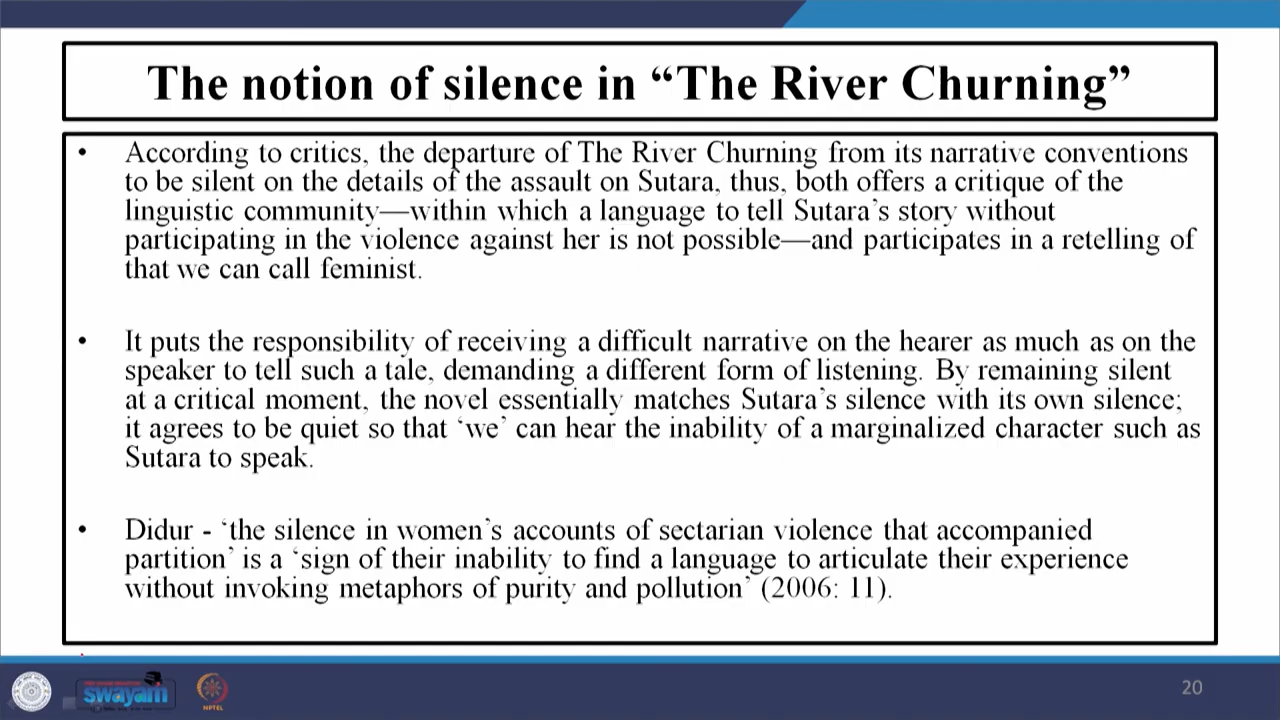 The notion of silence in “The River Churning”
• According to critics, the departure of The River Churning from its narrative conventions
to be silent on the details of the assault on Sutara, thus, both offers a critique of the
linguistic community—within which a language to tell Sutara’s story without
participating in the violence against her is not possible—and participates in a retelling of
that we can call feminist.
• It puts the responsibility of receiving a difficult narrative on the hearer as much as on the
speaker to tell such a tale, demanding a different form of listening. By remaining silent
at a critical moment, the novel essentially matches Sutara’s silence with its own silence;
it agrees to be quiet so that ‘we’ can hear the inability of a marginalized character such as
Sutara to speak.
• Didur - ‘the silence in women’s accounts of sectarian violence that accompanied
partition’ is a ‘sign of their inability to find a language to articulate their experience
without invoking metaphors of purity and pollution’ (2006: 11).
swayam
NPTEL
20